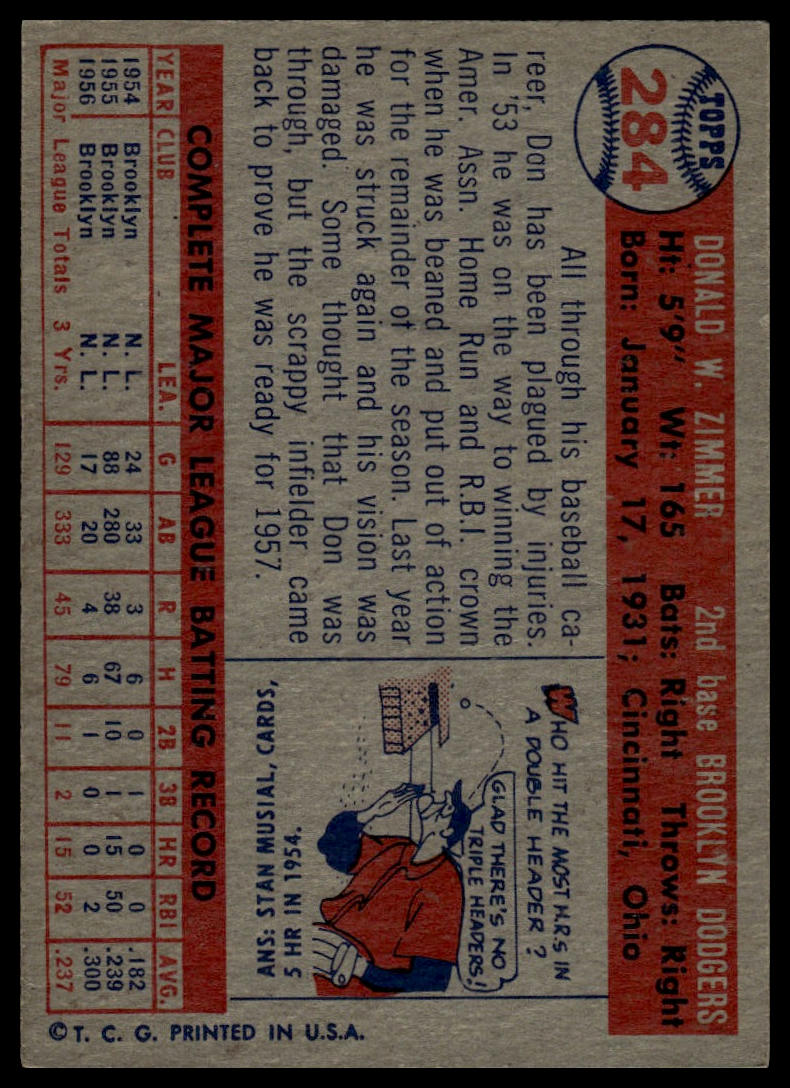 TOPPS
284
DONALD W. ZIMMER 2nd base BROOKLYN DODGERS
Ht: 5'9" Wt: 165 Bats: Right Throws: Right
Born: January 17, 1931; Cincinnati, Ohio
All through his baseball ca-
reer, Don has been plagued by injuries.
In '53 he was on the way to winning the
Amer. Assn. Home Run and R.B.I. crown
when he was beaned and put out of action
for the remainder of the season. Last year
he was struck again and his vision was
damaged. Some thought that Don was
through, but the scrappy infielder came
back to prove he was ready for 1957.
WHO HIT THE MOST H.R.S IN
A DOUBLE HEADER?
GLAD THERE'S NO
TRIPLE HEADERS!
ANS: STAN MUSIAL, CARDS,
5 HR IN 1954.
COMPLETE MAJOR LEAGUE BATTING RECORD
YEAR CLUB LEA. G AB R H 2B 3B HR RBI AVG.
1954 Brooklyn N. L. 24 33 3 6 0 1 0 0 .182
1955 Brooklyn N. L. 88 280 38 67 10 1 15 50 .239
1956 Brooklyn N. L. 17 20 4 6 1 0 0 2 .300
Major League Totals 3 Yrs. 129 333 45 79 11 2 15 52 .237
© T. C. G. PRINTED IN U.S.A.